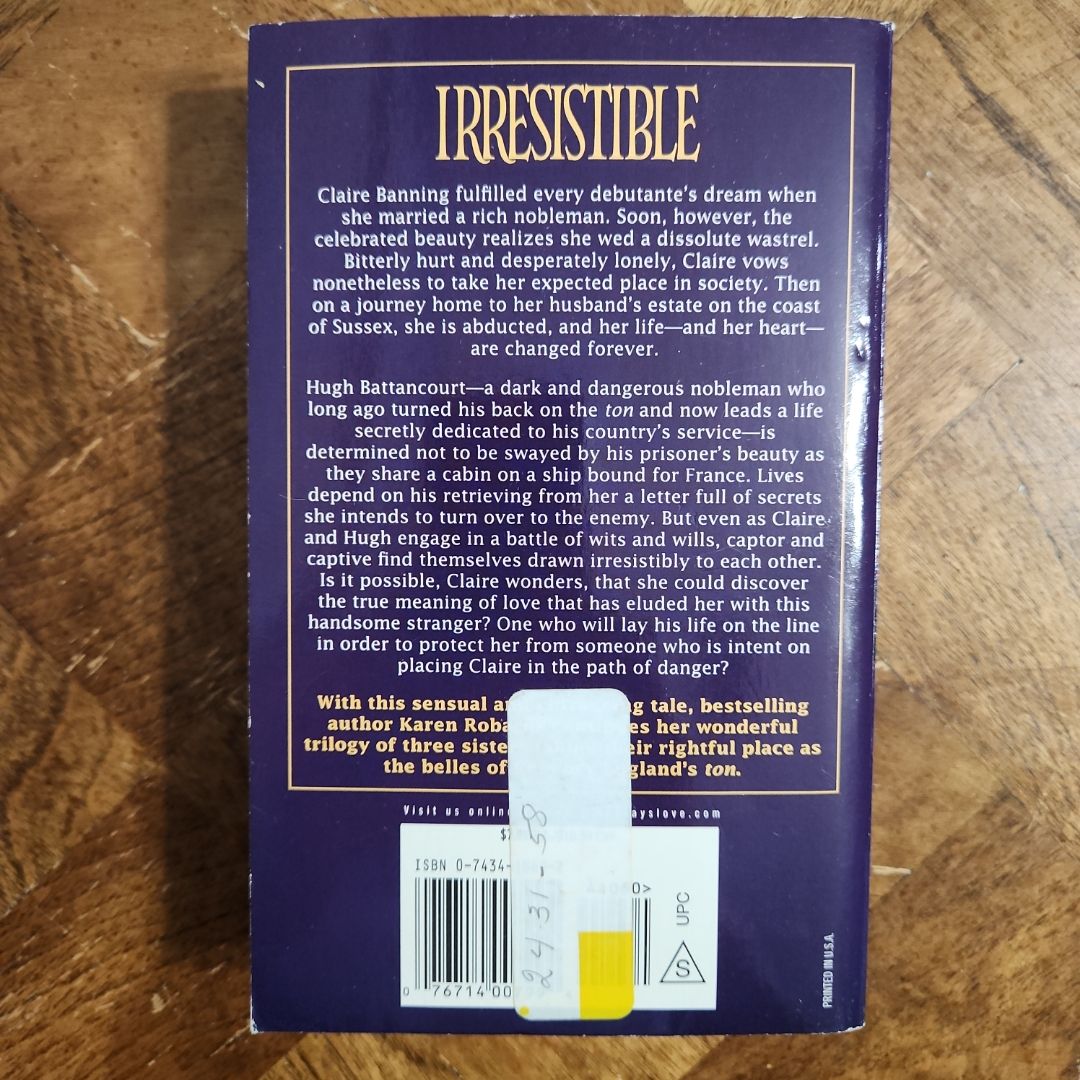 IRRESISTIBLE
Claire Banning fulfilled every debutante's dream when
she married a rich nobleman. Soon, however, the
celebrated beauty realizes she wed a dissolute wastrel.
Bitterly hurt and desperately lonely, Claire vows
nonetheless to take her expected place in society. Then
on a journey home to her husband's estate on the coast
of Sussex, she is abducted, and her life—and her heart—
are changed forever.
Hugh Battancourt—a dark and dangerous nobleman who
long ago turned his back on the ton and now leads a life
secretly dedicated to his country's service—is
determined not to be swayed by his prisoner's beauty as
they share a cabin on a ship bound for France. Lives
depend on his retrieving from her a letter full of secrets
she intends to turn over to the enemy. But even as Claire
and Hugh engage in a battle of wits and wills, captor and
captive find themselves drawn irresistibly to each other.
Is it possible, Claire wonders, that she could discover
the true meaning of love that has eluded her with this
handsome stranger? One who will lay his life on the line
in order to protect her from someone who is intent on
placing Claire in the path of danger?
With this sensual tale, bestselling
author Karen her wonderful
trilogy of three rightful place as
the belles of ton.
Visit us
ISBN 0-7434-
0 76714 00
24-31-58
UPC
S
PRINTED IN U.S.A.